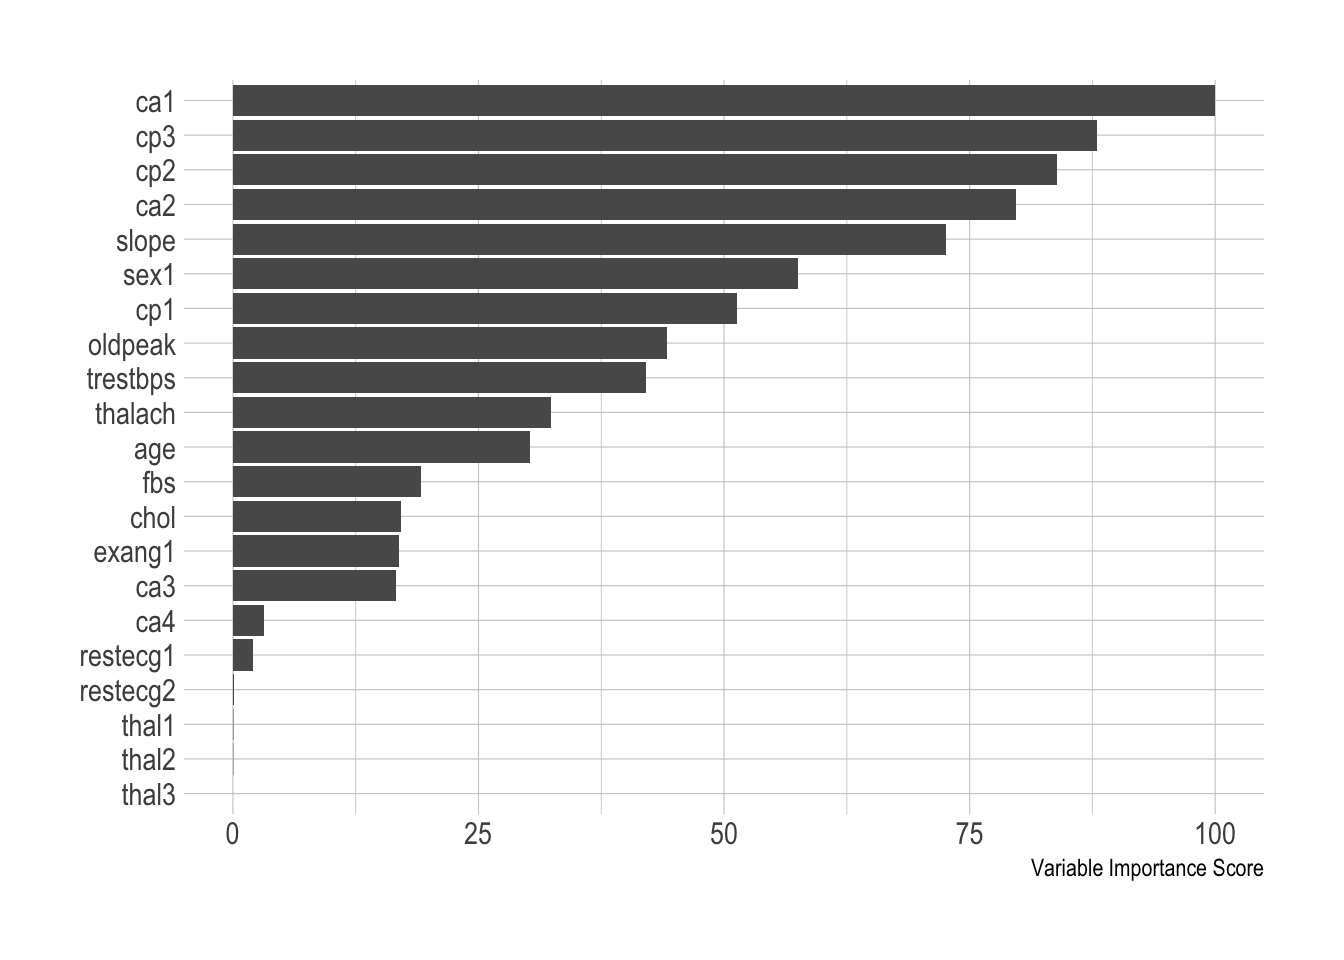 ca1
cp3
cp2
ca2
slope
sex1
cp1
oldpeak
trestbps
thalach
age
fbs
chol
exang1
ca3
ca4
restecg1
restecg2
thal1
thal2
thal3
0 25 50 75 100
Variable Importance Score